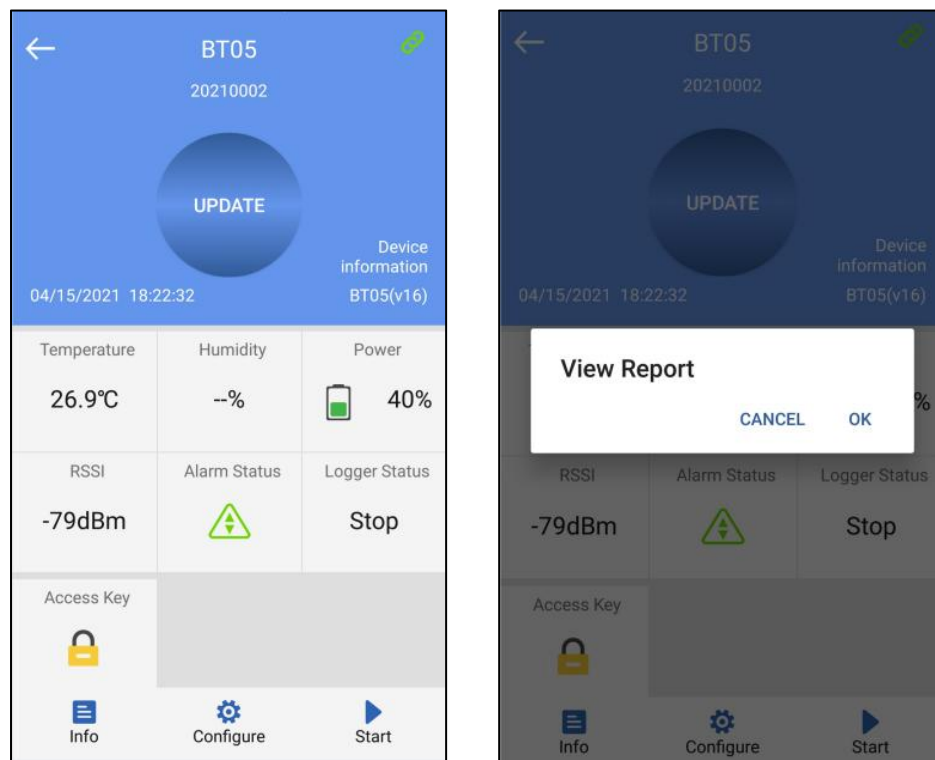 BT05
20210002
UPDATE
Device
information
04/15/2021 18:22:32 BT05(v16)
Temperature Humidity Power
26.9℃ --% 40%
RSSI Alarm Status Logger Status
-79dBm Stop
Access Key
Info Configure Start
BT05
20210002
UPDATE
Device
information
04/15/2021 18:22:32 BT05(v16)
View Report
%
CANCEL OK
RSSI Alarm Status Logger Status
-79dBm Stop
Access Key
Info Configure Start